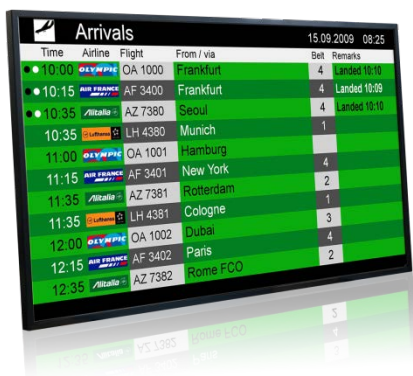 Arrivals 15.09.2009 08:25
Time Airline Flight From / via Belt Remarks
10:00 OLYMPIC OA 1000 Frankfurt 4 Landed 10:10
10:15 AIR FRANCE AF 3400 Frankfurt 4 Landed 10:09
10:35 Alitalia AZ 7380 Seoul 4 Landed 10:10
10:35 Lufthansa LH 4380 Munich 1
11:00 OLYMPIC OA 1001 Hamburg
11:15 AIR FRANCE AF 3401 New York 4
11:35 Alitalia AZ 7381 Rotterdam 2
11:35 Lufthansa LH 4381 Cologne 1
12:00 OLYMPIC OA 1002 Dubai 3
12:15 AIR FRANCE AF 3402 Paris 4
12:35 Alitalia AZ 7382 Rome FCO 2